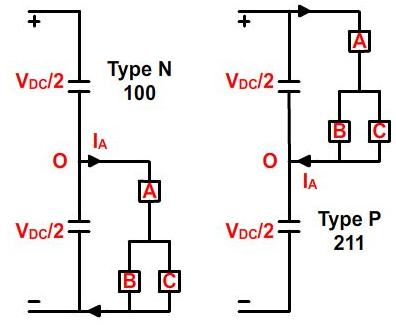 +
VDC/2
Type N
100
O
IA
A
VDC/2
B
C
−
+
A
VDC/2
B
C
O
IA
Type P
211
VDC/2
−